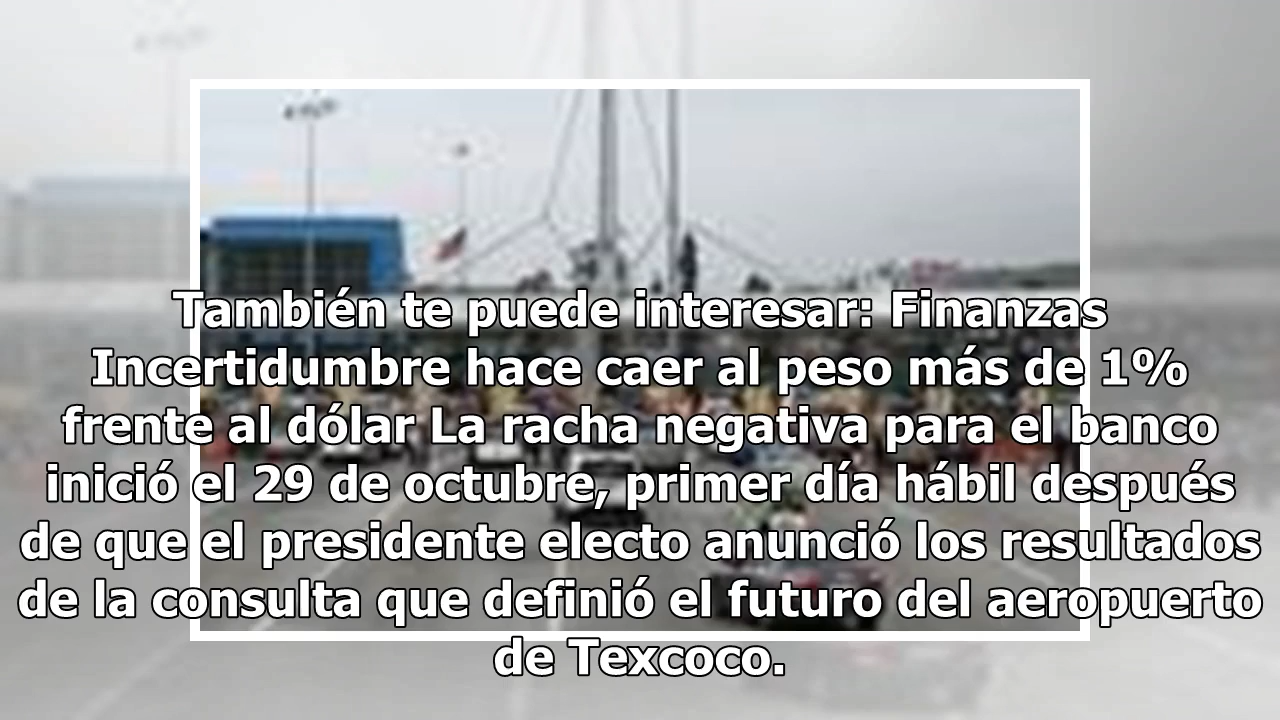 También te puede interesar: Finanzas
Incertidumbre hace caer al peso más de 1%
frente al dólar La racha negativa para el banco
inició el 29 de octubre, primer día hábil después
de que el presidente electo anunció los resultados
de la consulta que definió el futuro del aeropuerto
de Texcoco.